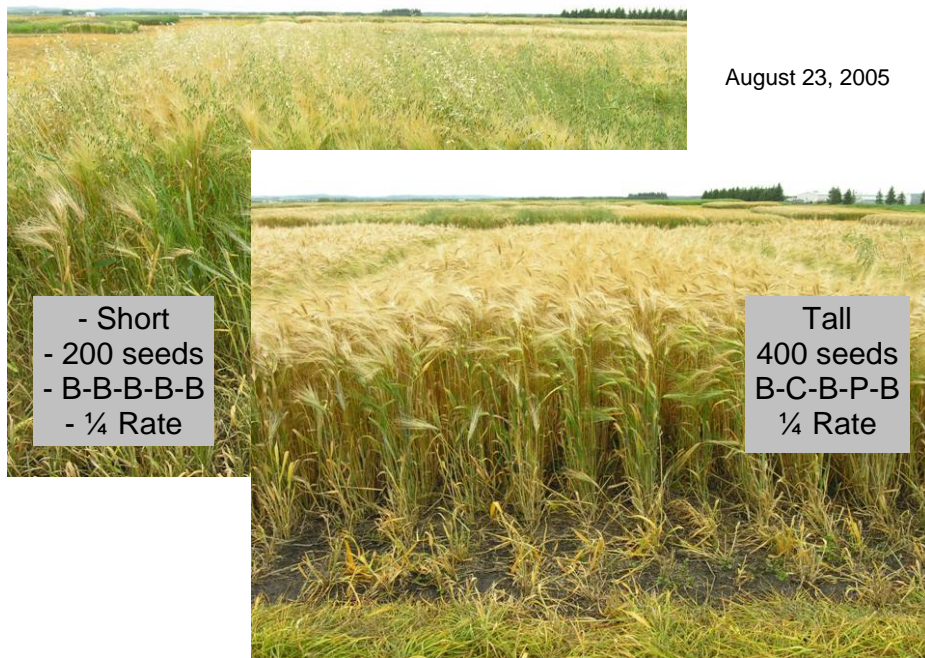 August 23, 2005
- Short
- 200 seeds
- B-B-B-B-B
- ¼ Rate
Tall
400 seeds
B-C-B-P-B
¼ Rate